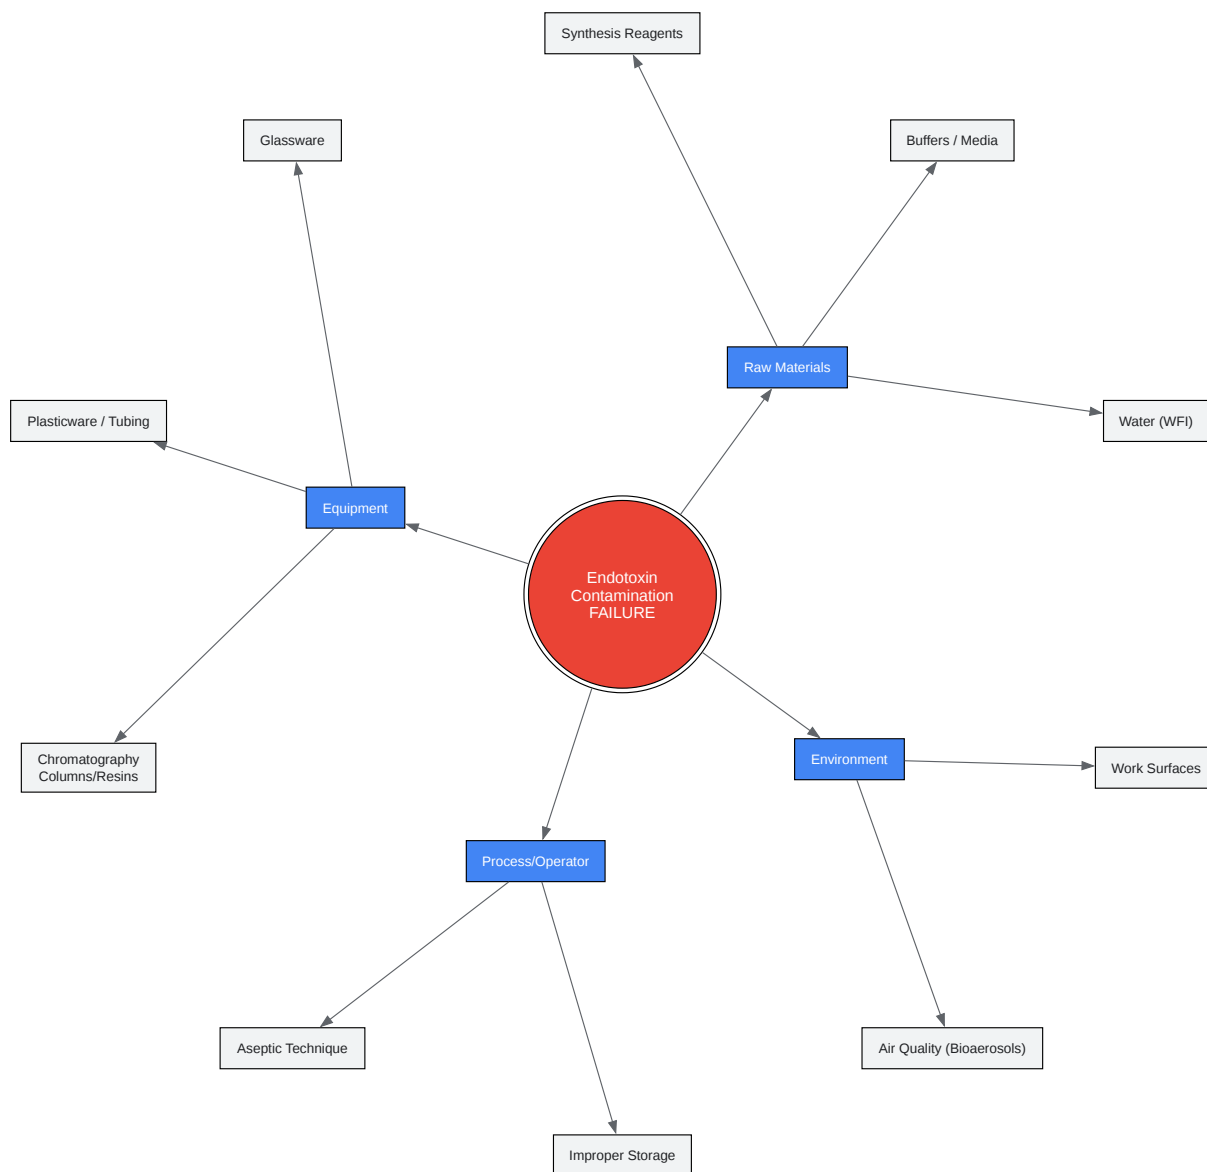 Synthesis Reagents
Glassware
Buffers / Media
Raw Materials
Plasticware / Tubing
Water (WFI)
Equipment
Endotoxin
Contamination
FAILURE
Chromatography
Columns/Resins
Environment
Work Surfaces
Process/Operator
Aseptic Technique
Air Quality (Bioaerosols)
Improper Storage